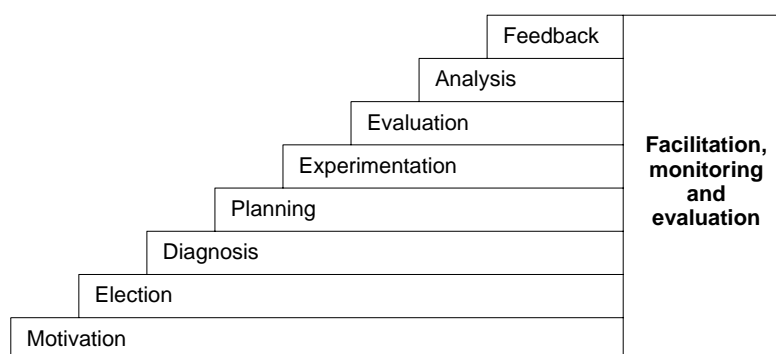 Feedback
Analysis
Evaluation
Experimentation
Planning
Diagnosis
Election
Motivation
Facilitation,
monitoring
and
evaluation